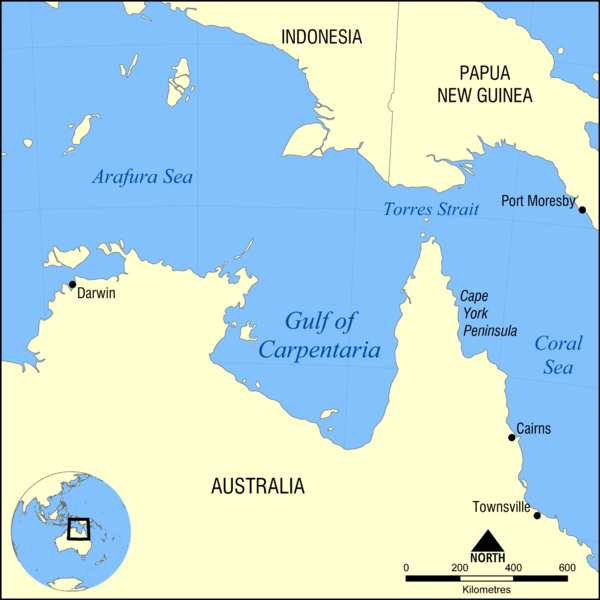 INDONESIA
PAPUA
NEW GUINEA
Arafura Sea
Torres Strait
Port Moresby
Darwin
Cape
York
Peninsula
Gulf of
Carpentaria
Coral
Sea
Cairns
AUSTRALIA
Townsville
NORTH
0 200 400 600
Kilometres